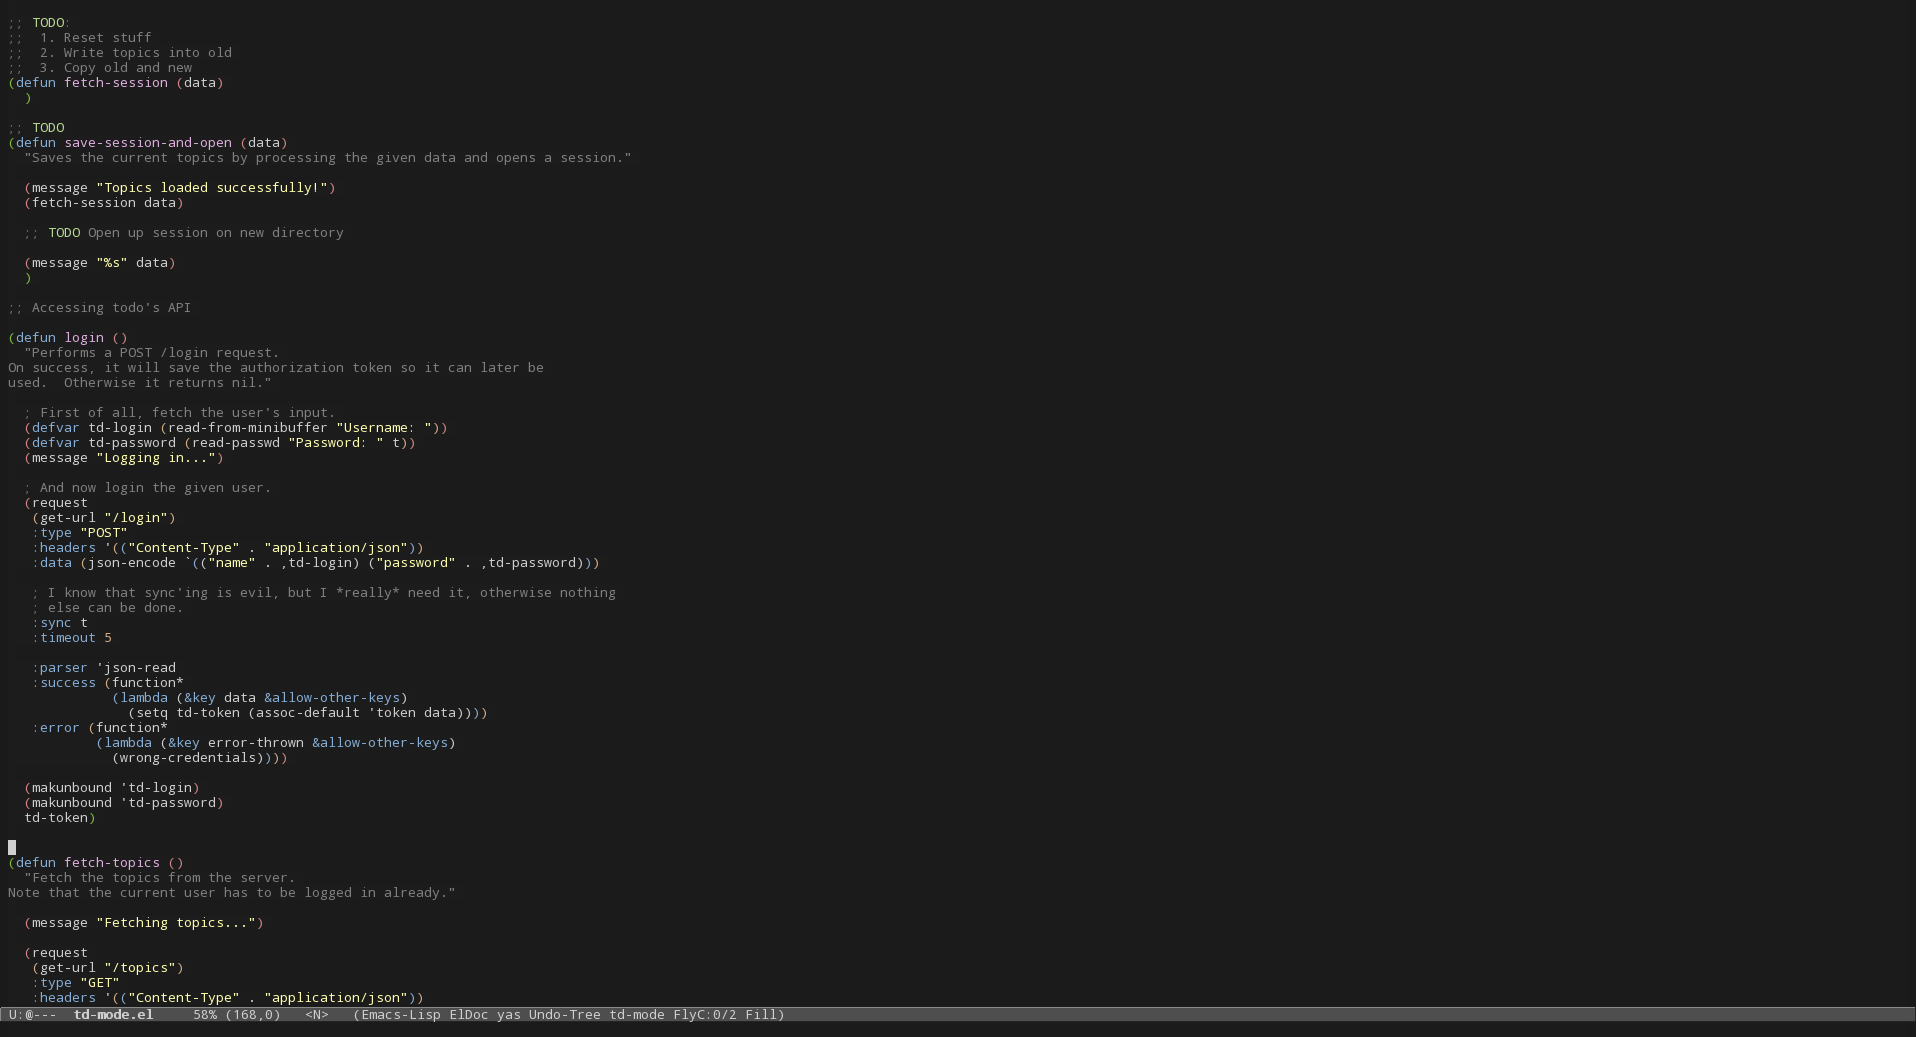 ;; TODO:
;;  1. Reset stuff
;;  2. Write topics into old
;;  3. Copy old and new
(defun fetch-session (data)
  )

;; TODO
(defun save-session-and-open (data)
  "Saves the current topics by processing the given data and opens a session."

  (message "Topics loaded successfully!")
  (fetch-session data)

  ;; TODO Open up session on new directory

  (message "%s" data)
  )

;; Accessing todo's API

(defun login ()
  "Performs a POST /login request.
On success, it will save the authorization token so it can later be
used.  Otherwise it returns nil."

  ; First of all, fetch the user's input.
  (defvar td-login (read-from-minibuffer "Username: "))
  (defvar td-password (read-passwd "Password: " t))
  (message "Logging in...")

  ; And now login the given user.
  (request
   (get-url "/login")
   :type "POST"
   :headers '(("Content-Type" . "application/json"))
   :data (json-encode `(("name" . ,td-login) ("password" . ,td-password)))

   ; I know that sync'ing is evil, but I *really* need it, otherwise nothing
   ; else can be done.
   :sync t
   :timeout 5

   :parser 'json-read
   :success (function*
             (lambda (&key data &allow-other-keys)
               (setq td-token (assoc-default 'token data))))
   :error (function*
           (lambda (&key error-thrown &allow-other-keys)
             (wrong-credentials))))

  (makunbound 'td-login)
  (makunbound 'td-password)
  td-token)

(defun fetch-topics ()
  "Fetch the topics from the server.
Note that the current user has to be logged in already."

  (message "Fetching topics...")

  (request
   (get-url "/topics")
   :type "GET"
   :headers '(("Content-Type" . "application/json"))
U:@---  td-mode.el     58% (168,0)   <N>   (Emacs-Lisp ElDoc yas Undo-Tree td-mode FlyC:0/2 Fill)